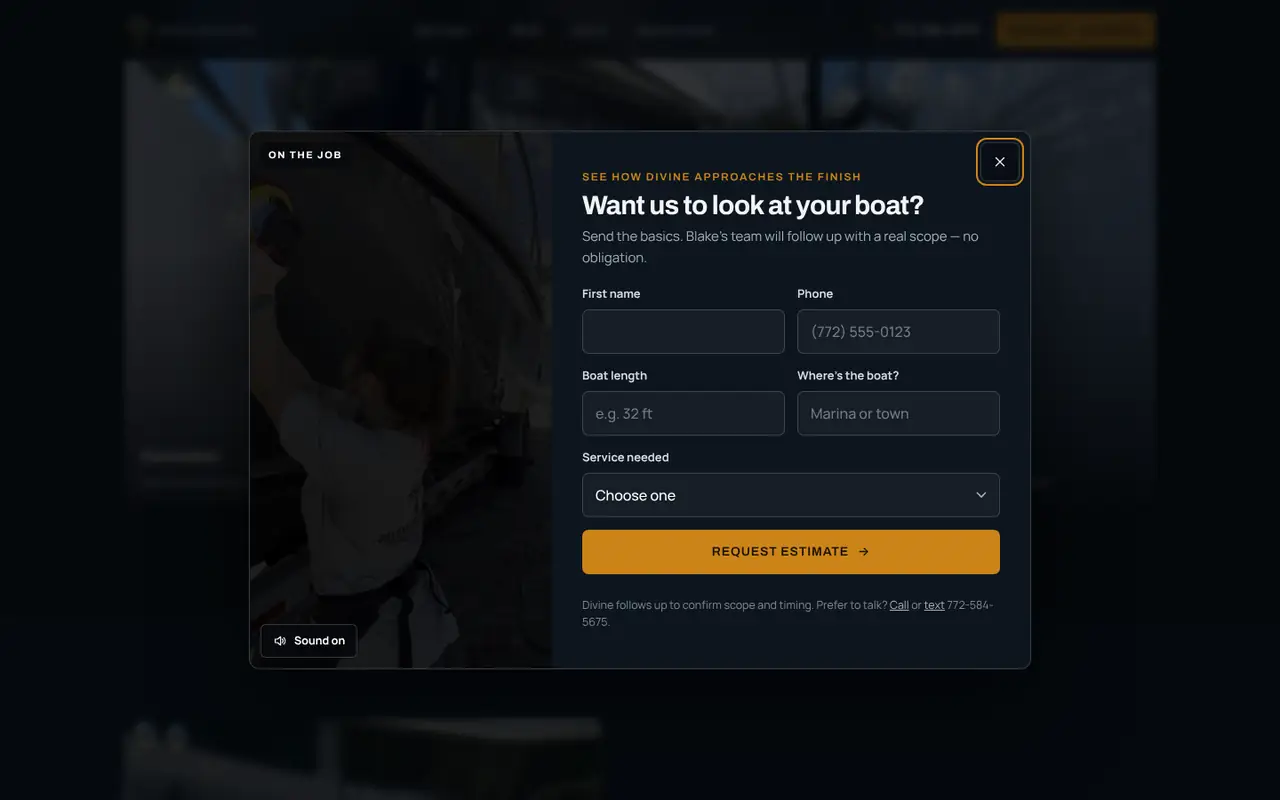 ON THE JOB
SEE HOW DIVINE APPROACHES THE FINISH
Want us to look at your boat?
Send the basics. Blake's team will follow up with a real scope — no
obligation.
First name
Phone
(772) 555-0123
Boat length
Where's the boat?
e.g. 32 ft
Marina or town
Service needed
Choose one
REQUEST ESTIMATE →
Divine follows up to confirm scope and timing. Prefer to talk? Call or text 772-584-
5675.
Sound on